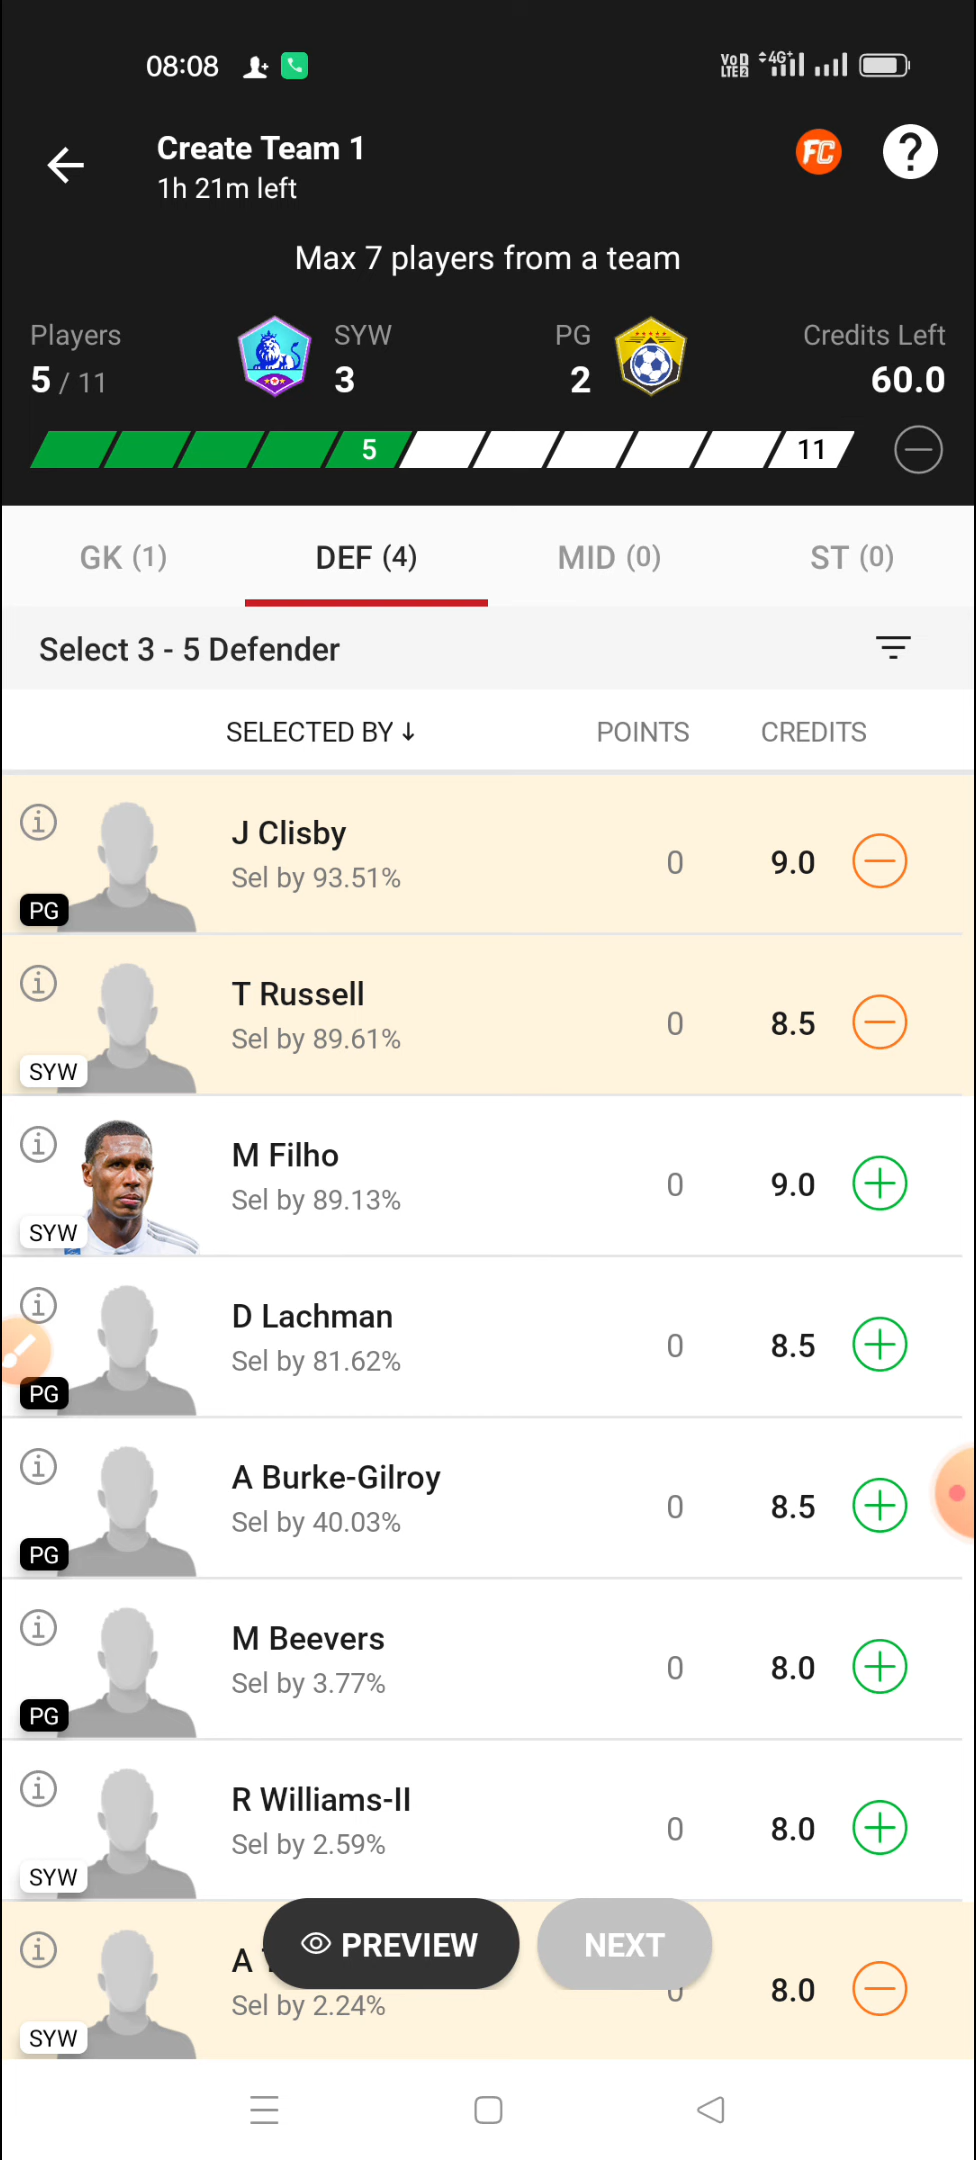 08:08
VoD LTE2 4G+
Create Team 1
1h 21m left
FC
?
Max 7 players from a team
Players
5 / 11
SYW
3
PG
2
Credits Left
60.0
5
11
GK (1)
DEF (4)
MID (0)
ST (0)
Select 3 - 5 Defender
SELECTED BY ↓
POINTS
CREDITS
J Clisby
Sel by 93.51%
0
9.0
PG
T Russell
Sel by 89.61%
0
8.5
SYW
M Filho
Sel by 89.13%
0
9.0
SYW
D Lachman
Sel by 81.62%
0
8.5
PG
A Burke-Gilroy
Sel by 40.03%
0
8.5
PG
M Beevers
Sel by 3.77%
0
8.0
PG
R Williams-II
Sel by 2.59%
0
8.0
SYW
A
PREVIEW
NEXT
Sel by 2.24%
0
8.0
SYW